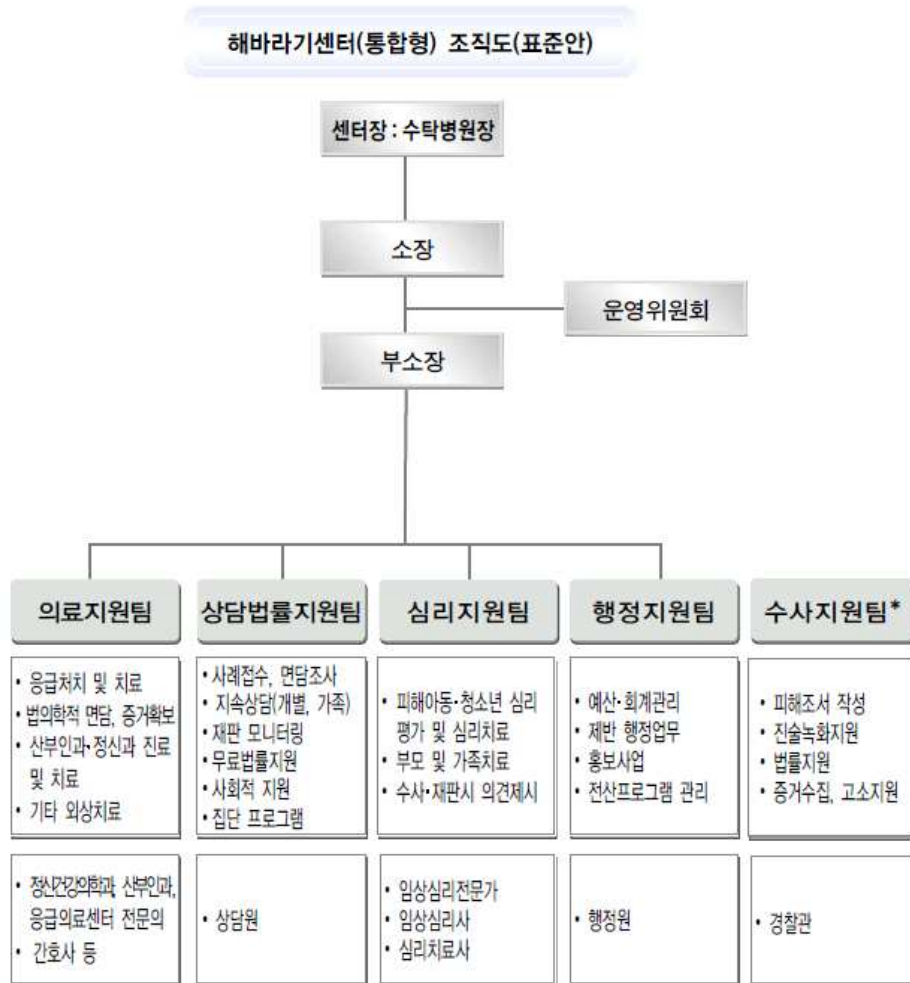 해바라기센터(통합형) 조직도(표준안)
센터장 : 수탁병원장
소장
운영위원회
부소장
의료지원팀
상담법률지원팀
심리지원팀
행정지원팀
수사지원팀*
• 응급처치 및 치료
• 법의학적 면담, 증거확보
• 산부인과·정신과 진료
및 치료
• 기타 외상치료
• 사례접수, 면담조사
• 지속상담(개별, 가족)
• 재판 모니터링
• 무료법률지원
• 사회적 지원
• 집단 프로그램
• 피해아동·청소년 심리
평가 및 심리치료
• 부모 및 가족치료
• 수사·재판시 의견제시
• 예산·회계관리
• 제반 행정업무
• 홍보사업
• 전산프로그램 관리
• 피해조서 작성
• 진술녹화지원
• 법률지원
• 증거수집, 고소지원
• 정신건강의학과, 산부인과,
응급의료센터 전문의
• 간호사 등
• 상담원
• 임상심리전문가
• 임상심리사
• 심리치료사
• 행정원
• 경찰관